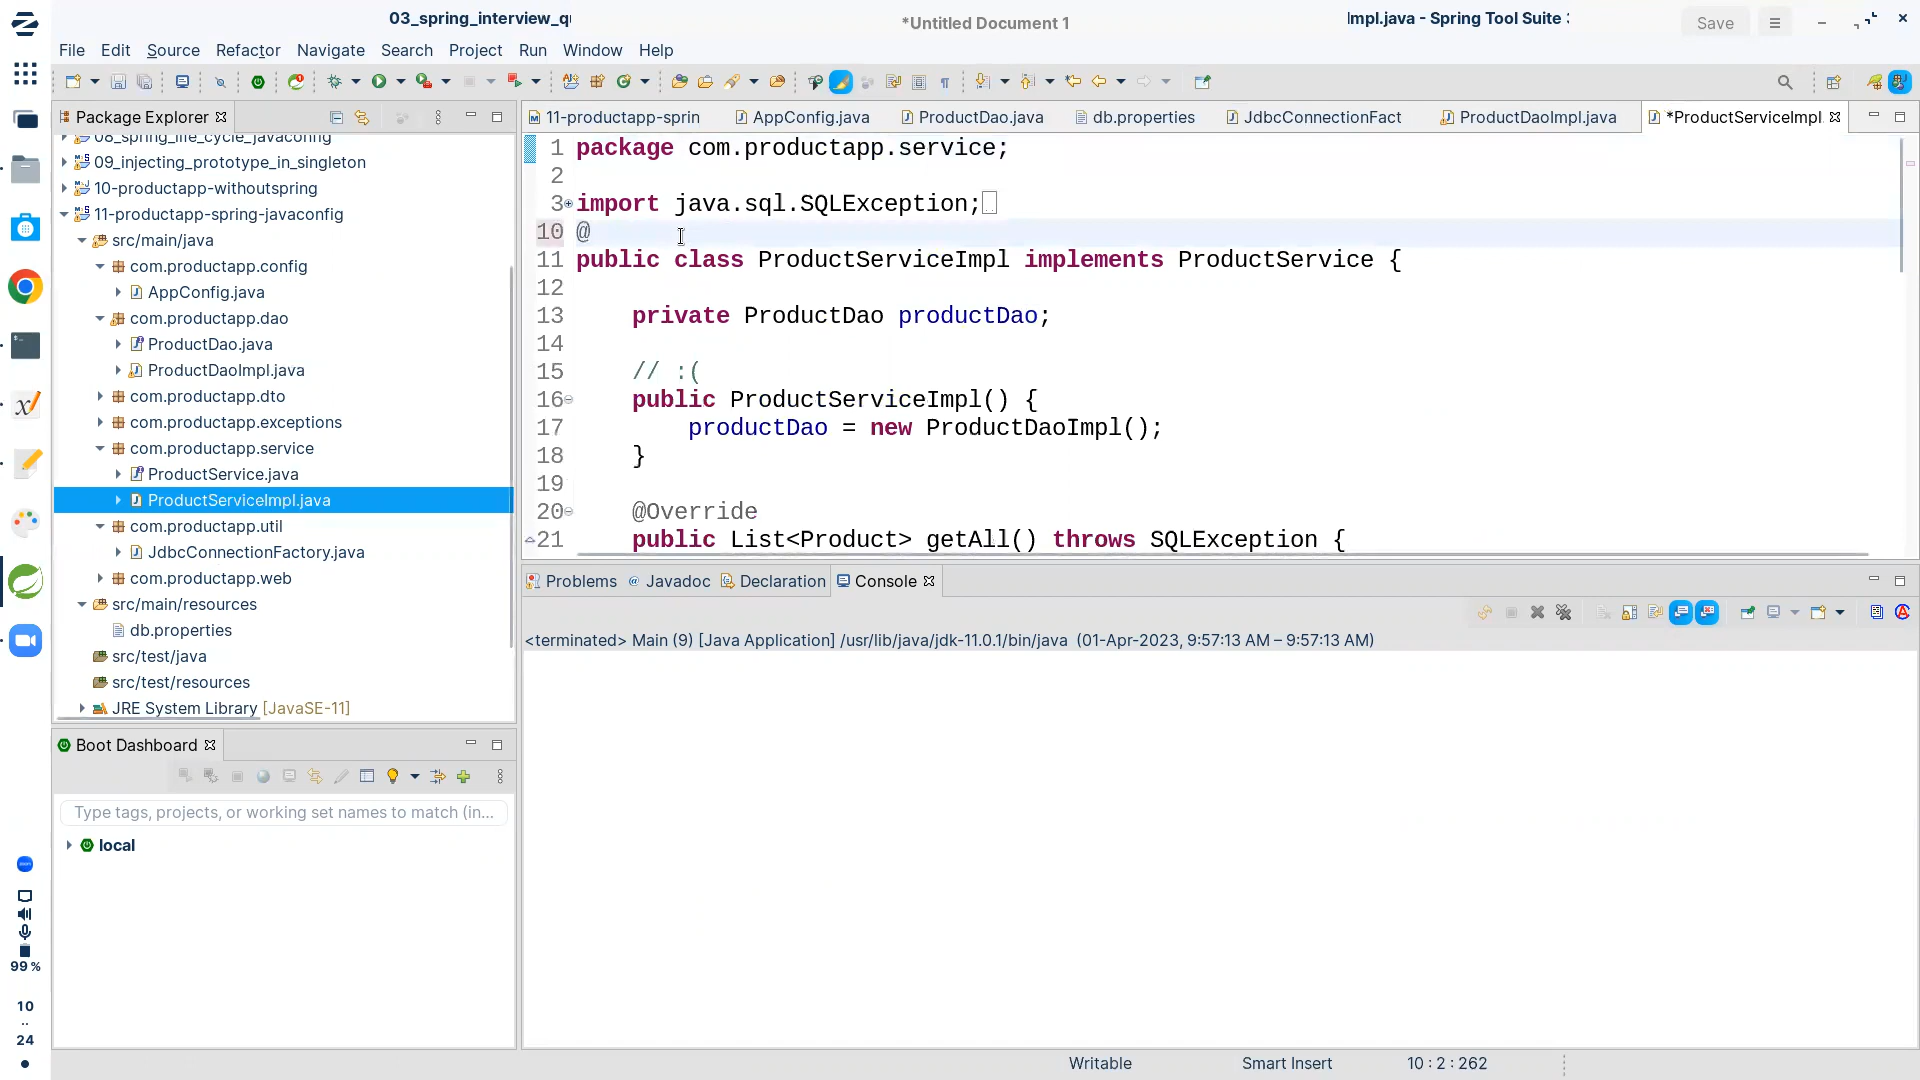 03_spring_interview_q
*Untitled Document 1
Impl.java - Spring Tool Suite
Save
File Edit Source Refactor Navigate Search Project Run Window Help
Package Explorer
11-productapp-sprin AppConfig.java ProductDao.java db.properties JdbcConnectionFact ProductDaoImpl.java *ProductServiceImpl
08_spring_life_cycle_javaconfig
09_injecting_prototype_in_singleton
10-productapp-withoutspring
11-productapp-spring-javaconfig
src/main/java
com.productapp.config
AppConfig.java
com.productapp.dao
ProductDao.java
ProductDaoImpl.java
com.productapp.dto
com.productapp.exceptions
com.productapp.service
ProductService.java
ProductServiceImpl.java
com.productapp.util
JdbcConnectionFactory.java
com.productapp.web
src/main/resources
db.properties
src/test/java
src/test/resources
JRE System Library [JavaSE-11]
1 package com.productapp.service;
2
3 import java.sql.SQLException;
10 @
11 public class ProductServiceImpl implements ProductService {
12
13 private ProductDao productDao;
14
15 // :(
16 public ProductServiceImpl() {
17 productDao = new ProductDaoImpl();
18 }
19
20 @Override
21 public List<Product> getAll() throws SQLException {
Problems @ Javadoc Declaration Console
<terminated> Main (9) [Java Application] /usr/lib/java/jdk-11.0.1/bin/java (01-Apr-2023, 9:57:13 AM – 9:57:13 AM)
Boot Dashboard
Type tags, projects, or working set names to match (in...
local
99 %
10
..
24
Writable Smart Insert 10 : 2 : 262